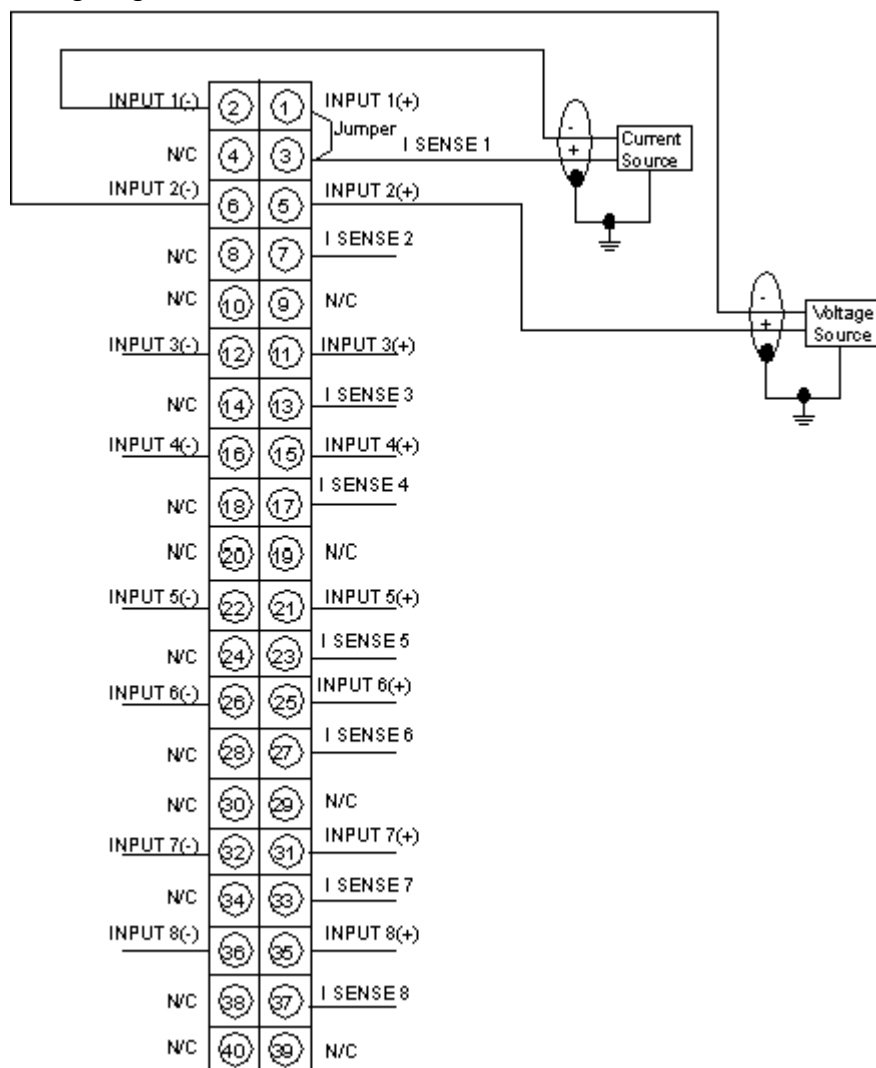 INPUT 1(-) 2 1 INPUT 1(+)
Jumper
I SENSE 1
- Current
+ Source
N/C 4 3
INPUT 2(-) 6 5 INPUT 2(+)
N/C 8 7 I SENSE 2
N/C 10 9 N/C
- Voltage
+ Source
INPUT 3(-) 12 11 INPUT 3(+)
N/C 14 13 I SENSE 3
INPUT 4(-) 16 15 INPUT 4(+)
N/C 18 17 I SENSE 4
N/C 20 19 N/C
INPUT 5(-) 22 21 INPUT 5(+)
N/C 24 23 I SENSE 5
INPUT 6(-) 26 25 INPUT 6(+)
N/C 28 27 I SENSE 6
N/C 30 29 N/C
INPUT 7(-) 32 31 INPUT 7(+)
N/C 34 33 I SENSE 7
INPUT 8(-) 36 35 INPUT 8(+)
N/C 38 37 I SENSE 8
N/C 40 39 N/C